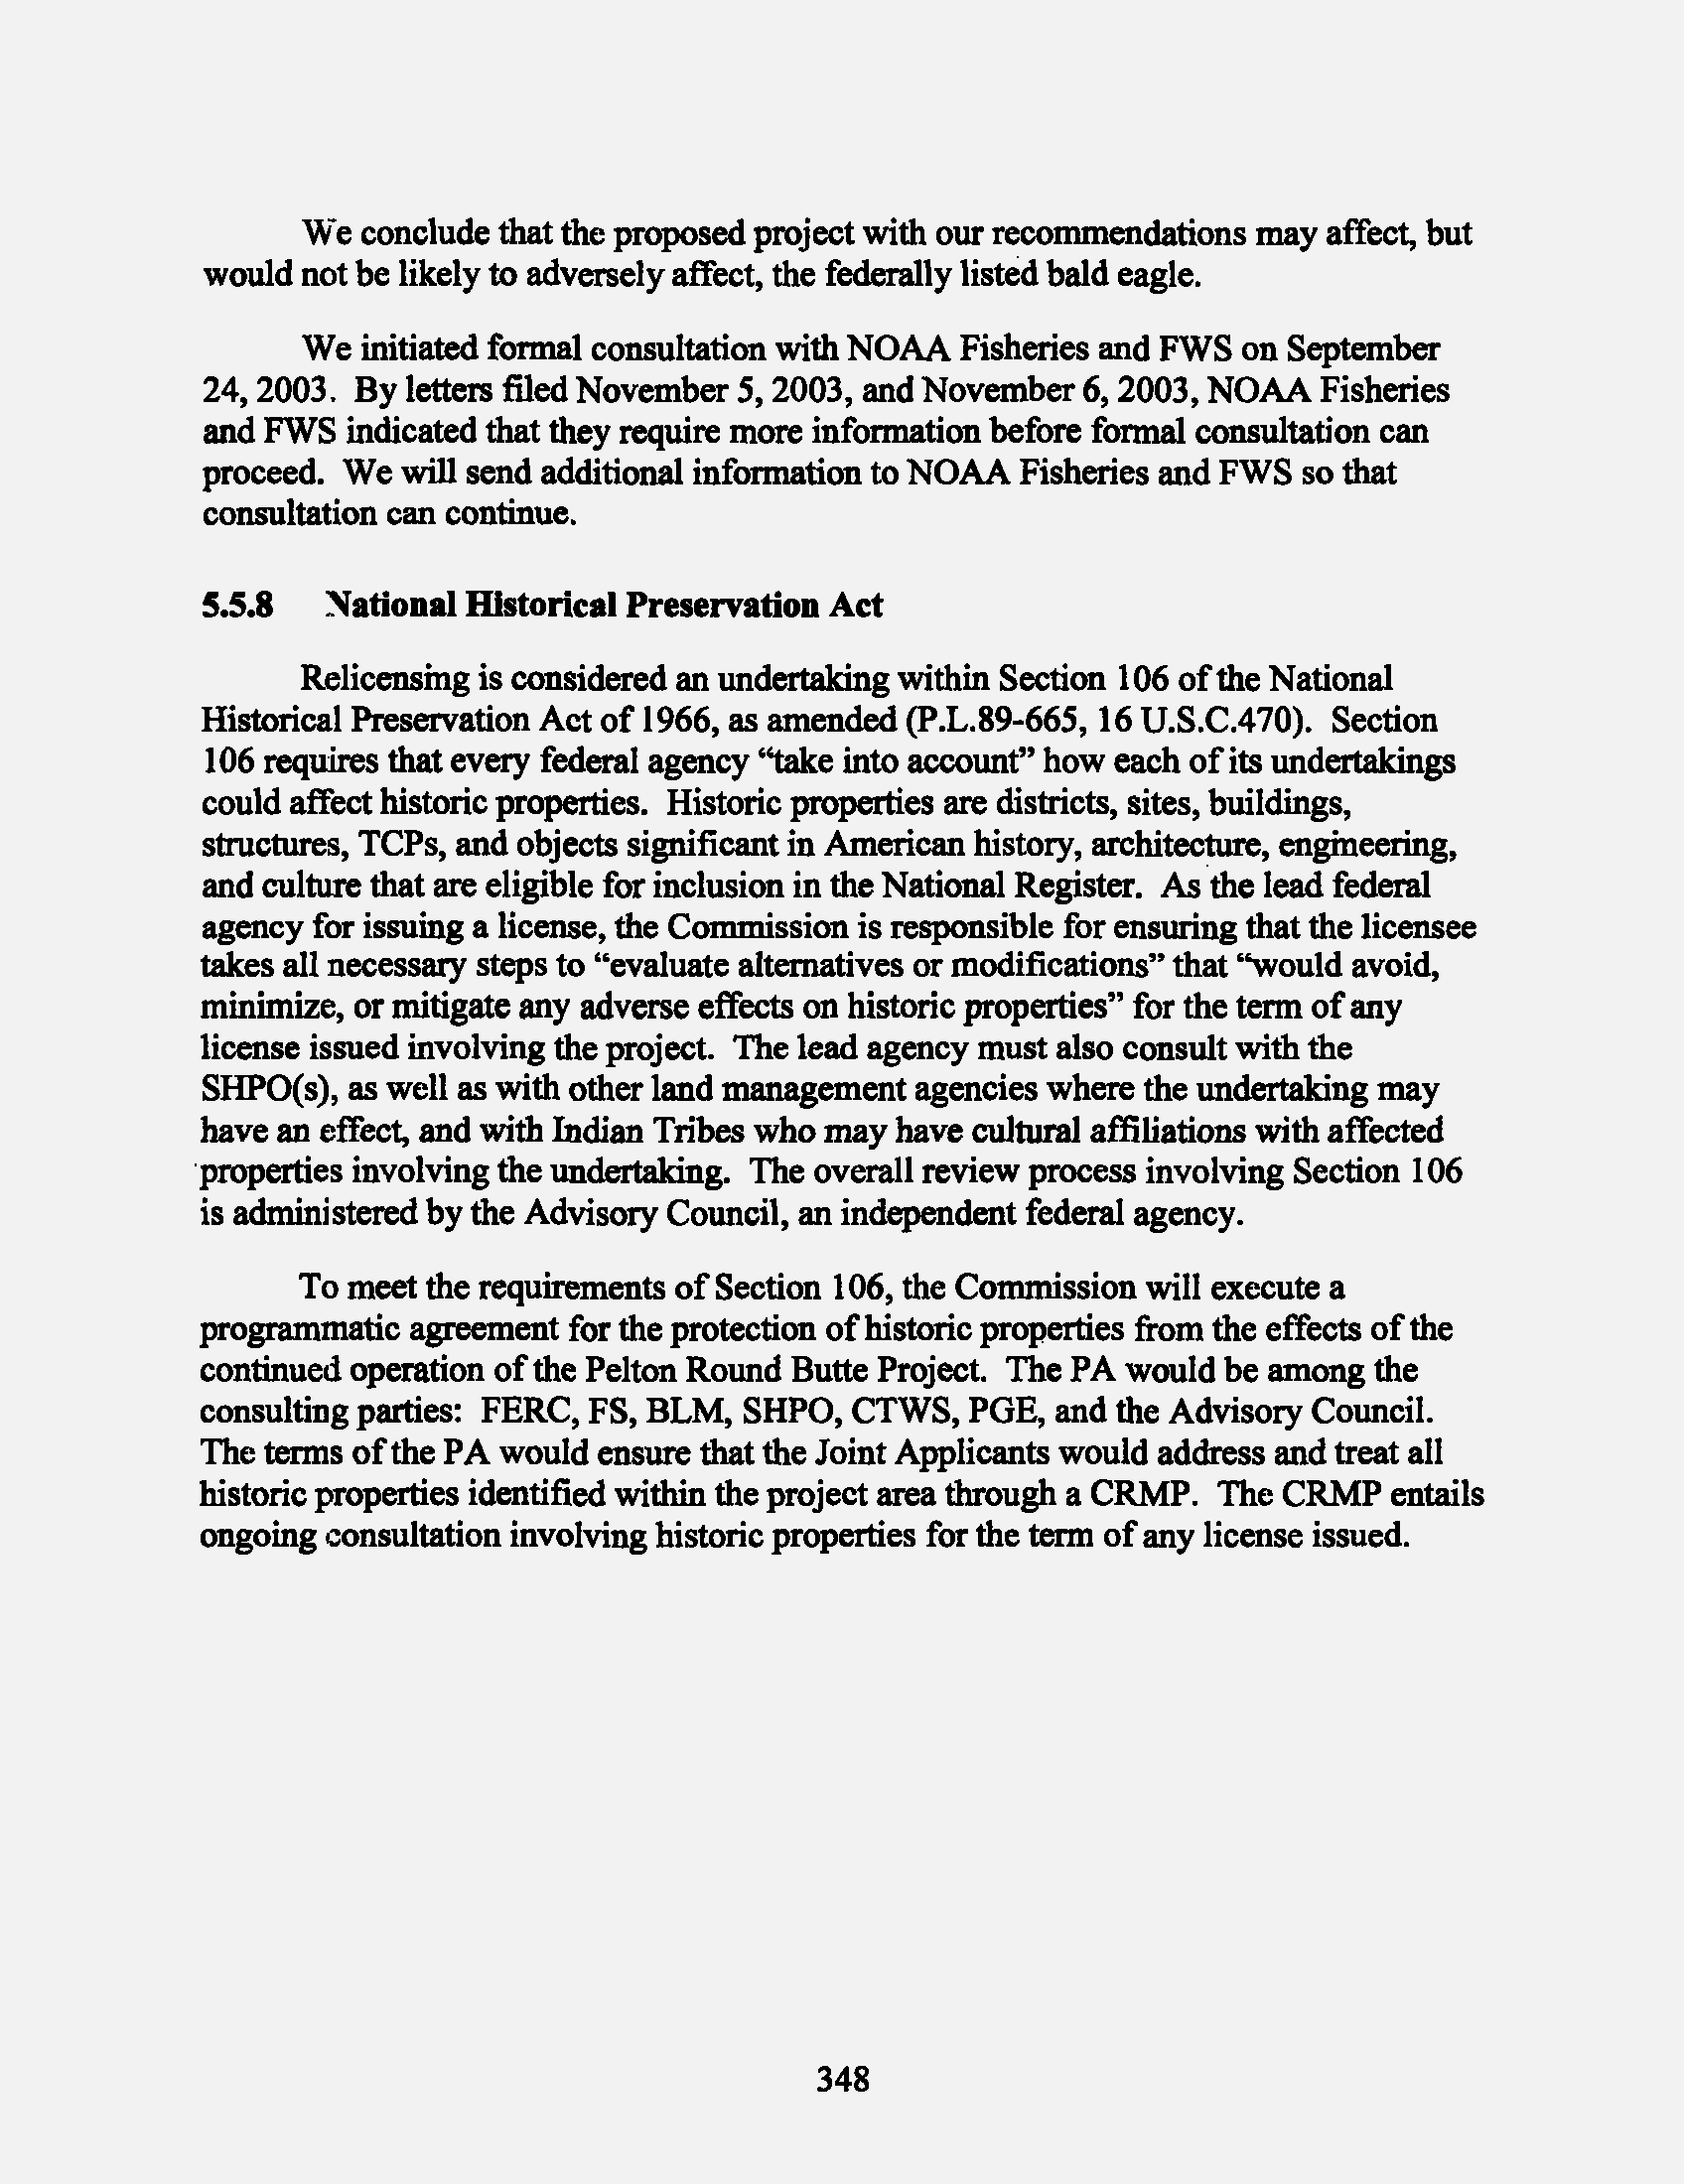 We conclude that the proposed project with our recommendations may affect, but
would not be likely to adversely affect, the federally listed bald eagle.
We initiated formal consultation with NOAA Fisheries and FWS on September
24, 2003. By letters filed November 5, 2003, and November 6, 2003, NOAA Fisheries
and FWS indicated that they require more information before formal consultation can
proceed. We will send additional information to NOAA Fisheries and FWS so that
consultation can continue.
5.5.8 National Historical Preservation Act
Relicensing is considered an undertaking within Section 106 of the National
Historical Preservation Act of 1966, as amended (P.L.89-665, 16 U.S.C.470). Section
106 requires that every federal agency “take into account” how each of its undertakings
could affect historic properties. Historic properties are districts, sites, buildings,
structures, TCPs, and objects significant in American history, architecture, engineering,
and culture that are eligible for inclusion in the National Register. As the lead federal
agency for issuing a license, the Commission is responsible for ensuring that the licensee
takes all necessary steps to “evaluate alternatives or modifications” that “would avoid,
minimize, or mitigate any adverse effects on historic properties” for the term of any
license issued involving the project. The lead agency must also consult with the
SHPO(s), as well as with other land management agencies where the undertaking may
have an effect, and with Indian Tribes who may have cultural affiliations with affected
properties involving the undertaking. The overall review process involving Section 106
is administered by the Advisory Council, an independent federal agency.
To meet the requirements of Section 106, the Commission will execute a
programmatic agreement for the protection of historic properties from the effects of the
continued operation of the Pelton Round Butte Project. The PA would be among the
consulting parties: FERC, FS, BLM, SHPO, CTWS, PGE, and the Advisory Council.
The terms of the PA would ensure that the Joint Applicants would address and treat all
historic properties identified within the project area through a CRMP. The CRMP entails
ongoing consultation involving historic properties for the term of any license issued.
348